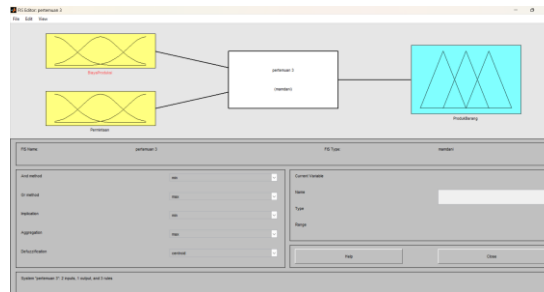 FIS Editor: pertemuan 3
File Edit View
BiayaProduksi
Permintaan
pertemuan 3
(mamdani)
ProduksiBarang
FIS Name: pertemuan 3 FIS Type: mamdani
And method min
Or method max
Implication min
Aggregation max
Defuzzification centroid
Current Variable
Name
Type
Range
Help Close
System "pertemuan 3": 2 inputs, 1 output, and 0 rules